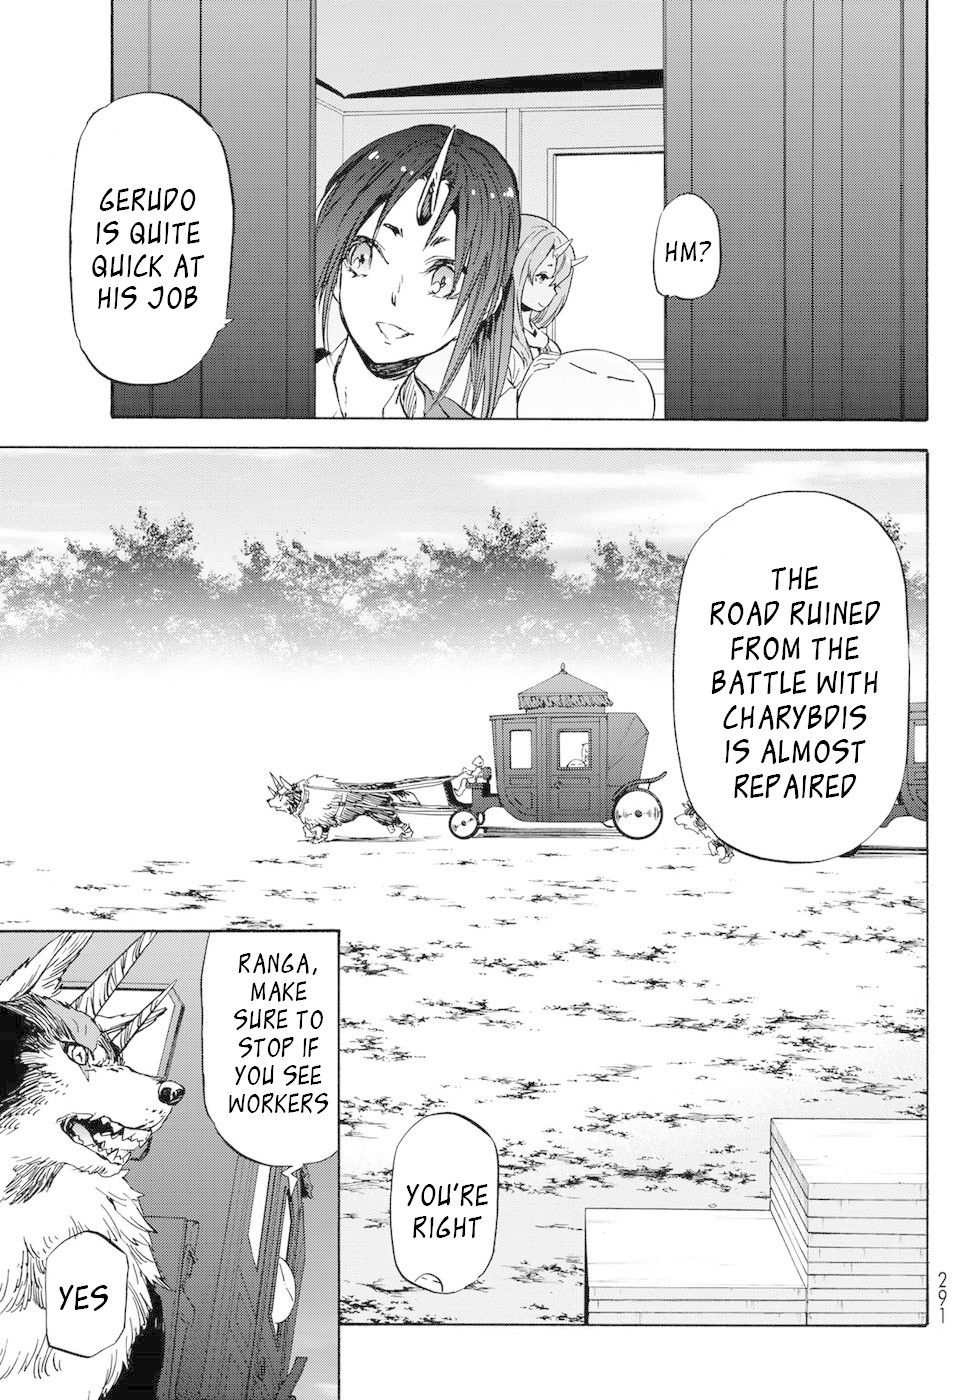 HM?
GERUDO
IS QUITE
QUICK AT
HIS JOB
THE
ROAD RUINED
FROM THE
BATTLE WITH
CHARYBDIS
IS ALMOST
REPAIRED
YOU'RE
RIGHT
RANGA,
MAKE
SURE TO
STOP IF
YOU SEE
WORKERS
YES
291